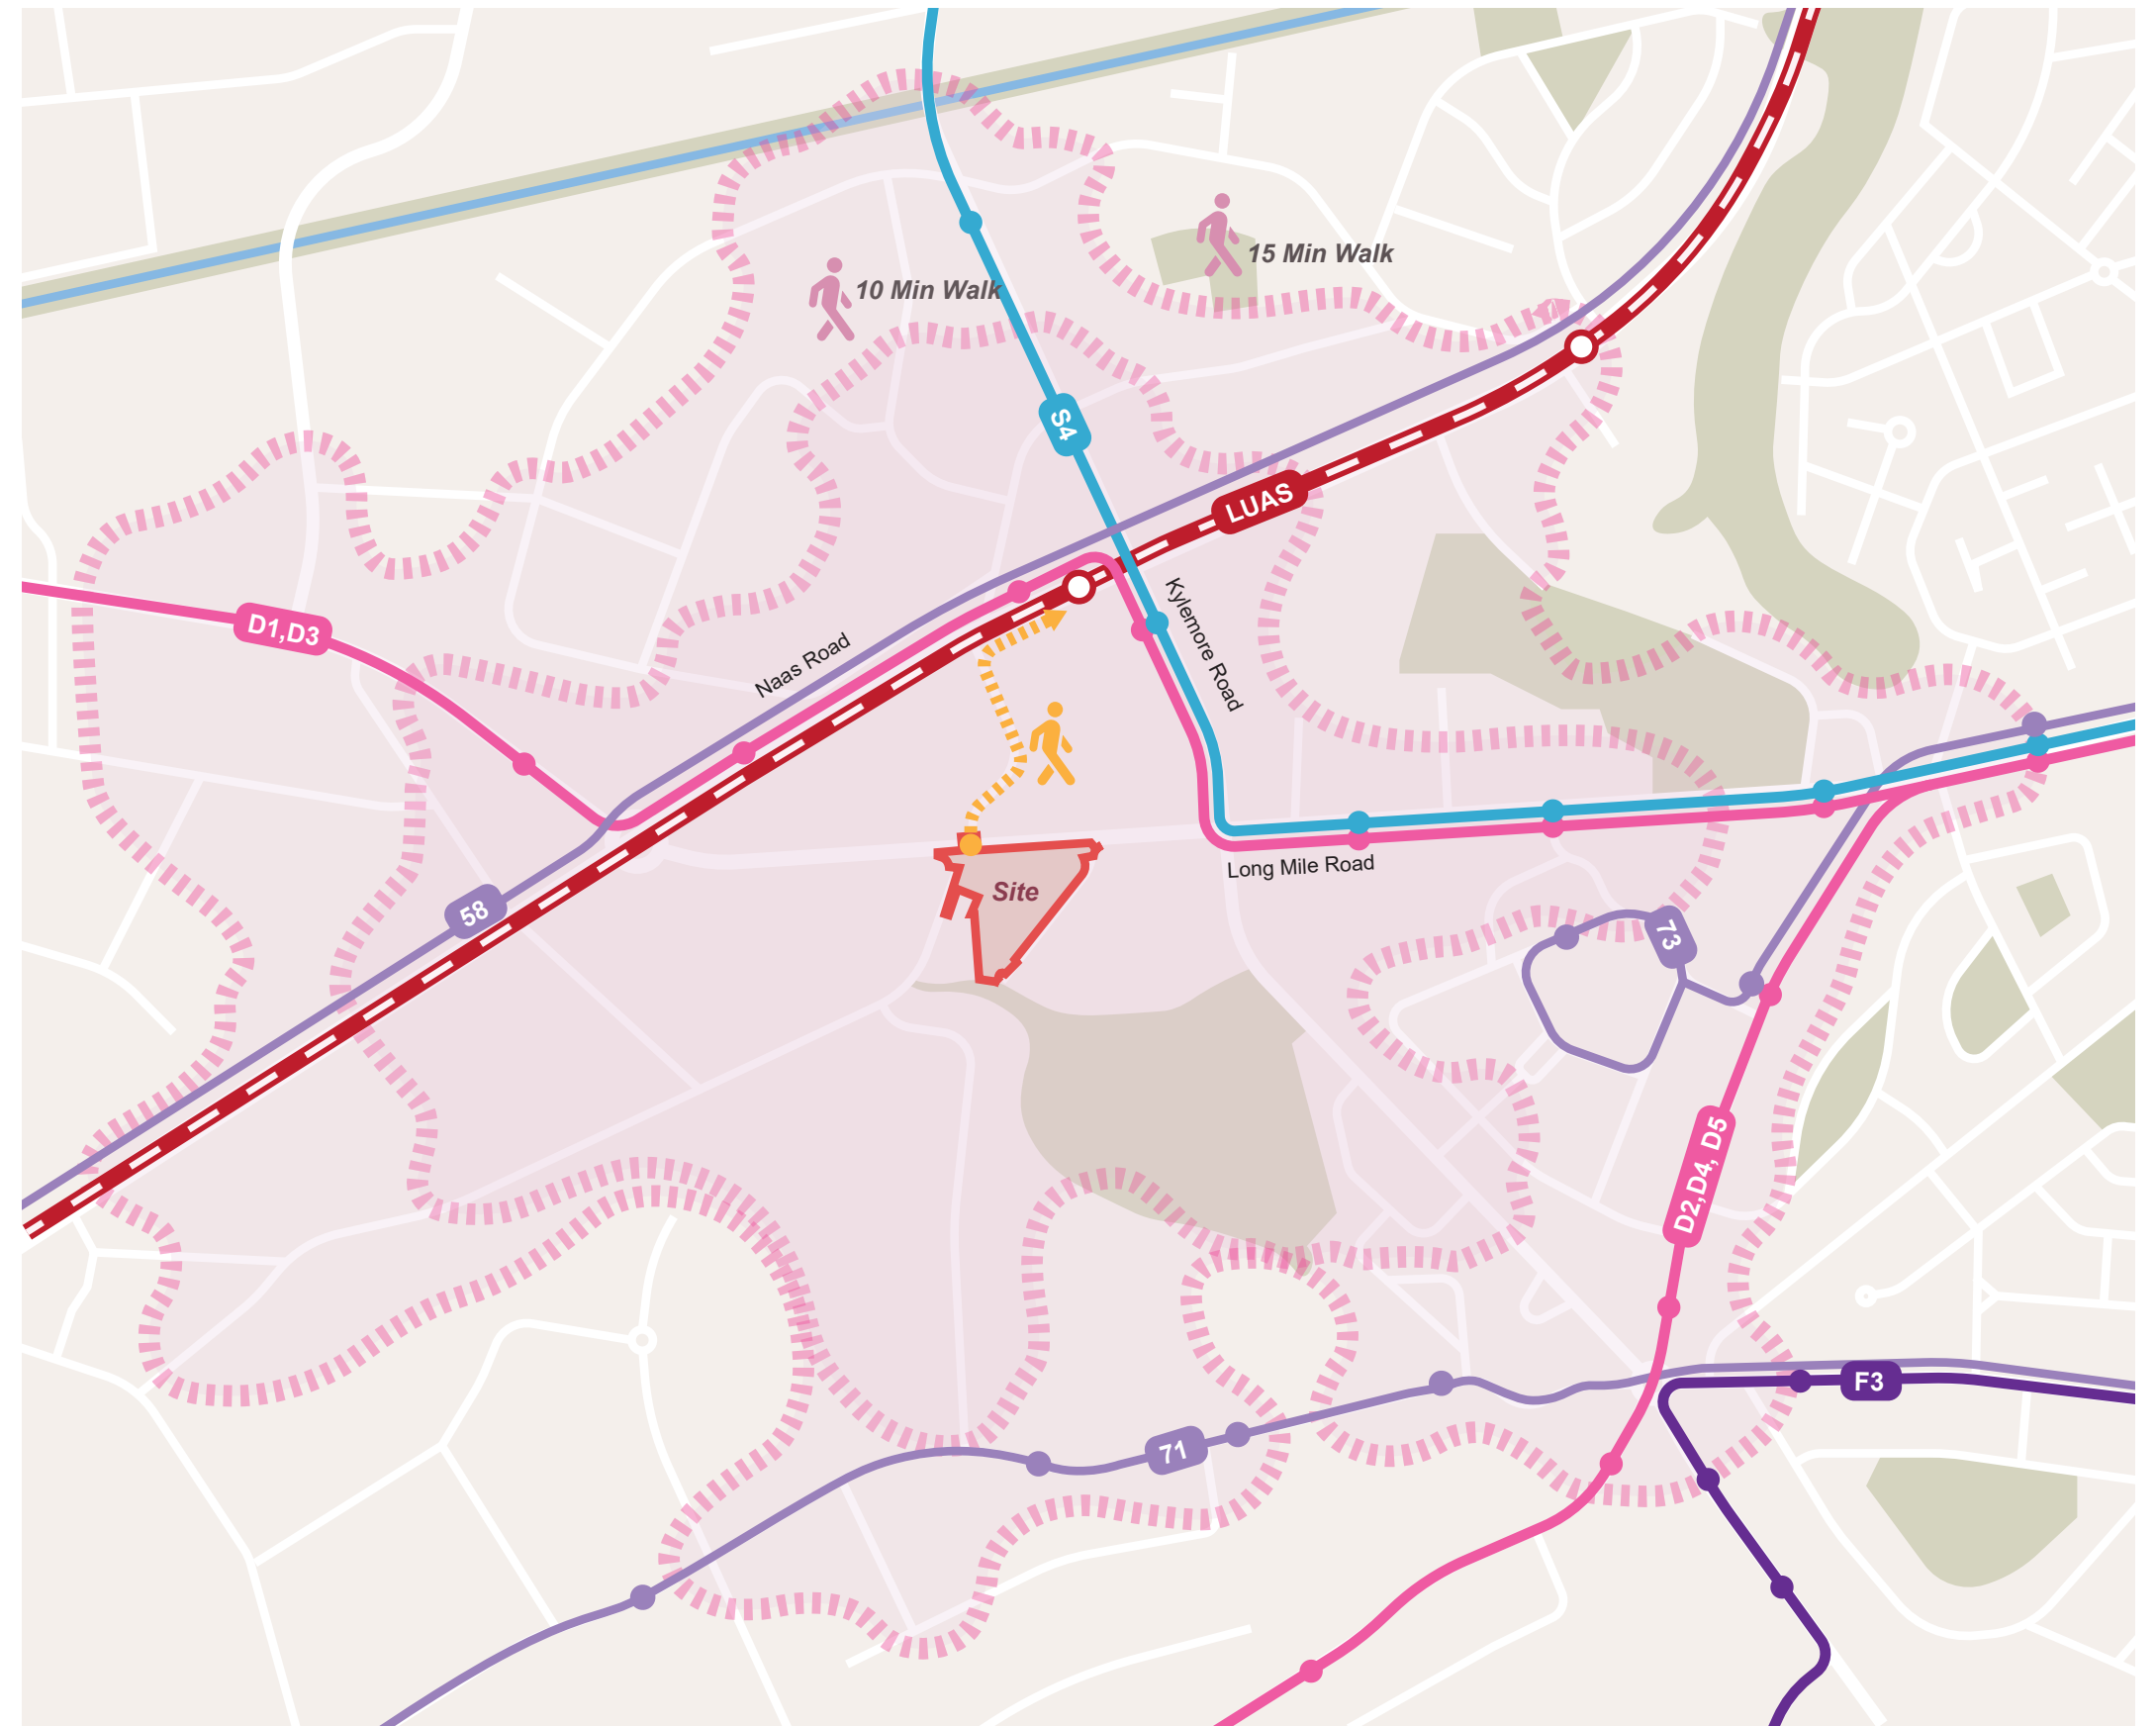 15 Min Walk
10 Min Walk
S4
LUAS
Kylemore Road
D1,D3
Naas Road
Long Mile Road
Site
58
73
D2,D4, D5
F3
71